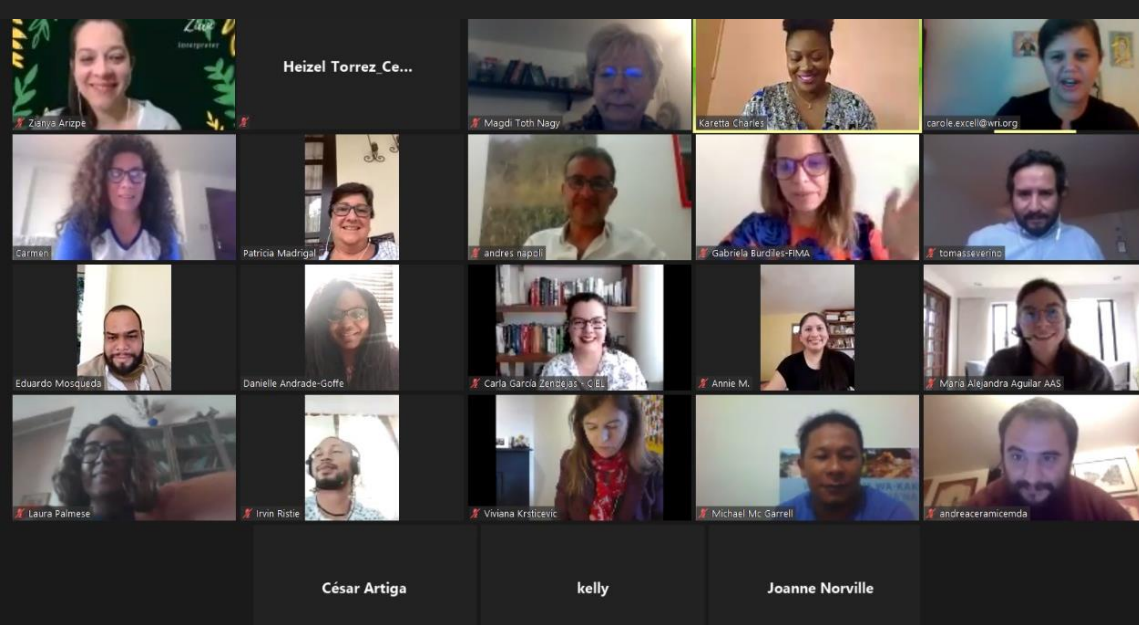 Ziwe
Interpreter
Zianya Arizpe
Heizel Torrez_Ce...
Magdi Toth Nagy
Karetta Charles
carole.excell@wri.org
Carmen
Patricia Madrigal
andres napoli
Gabriela Burdiles-FIMA
tomasseverino
Eduardo Mosqueda
Danielle Andrade-Goffe
Carla García Zendejas - CIEL
Annie M.
María Alejandra Aguilar AAS
Laura Palmese
Irvin Ristie
Viviana Krsticevic
Michael Mc Garrell
andreaceramicemda
César Artiga
kelly
Joanne Norville